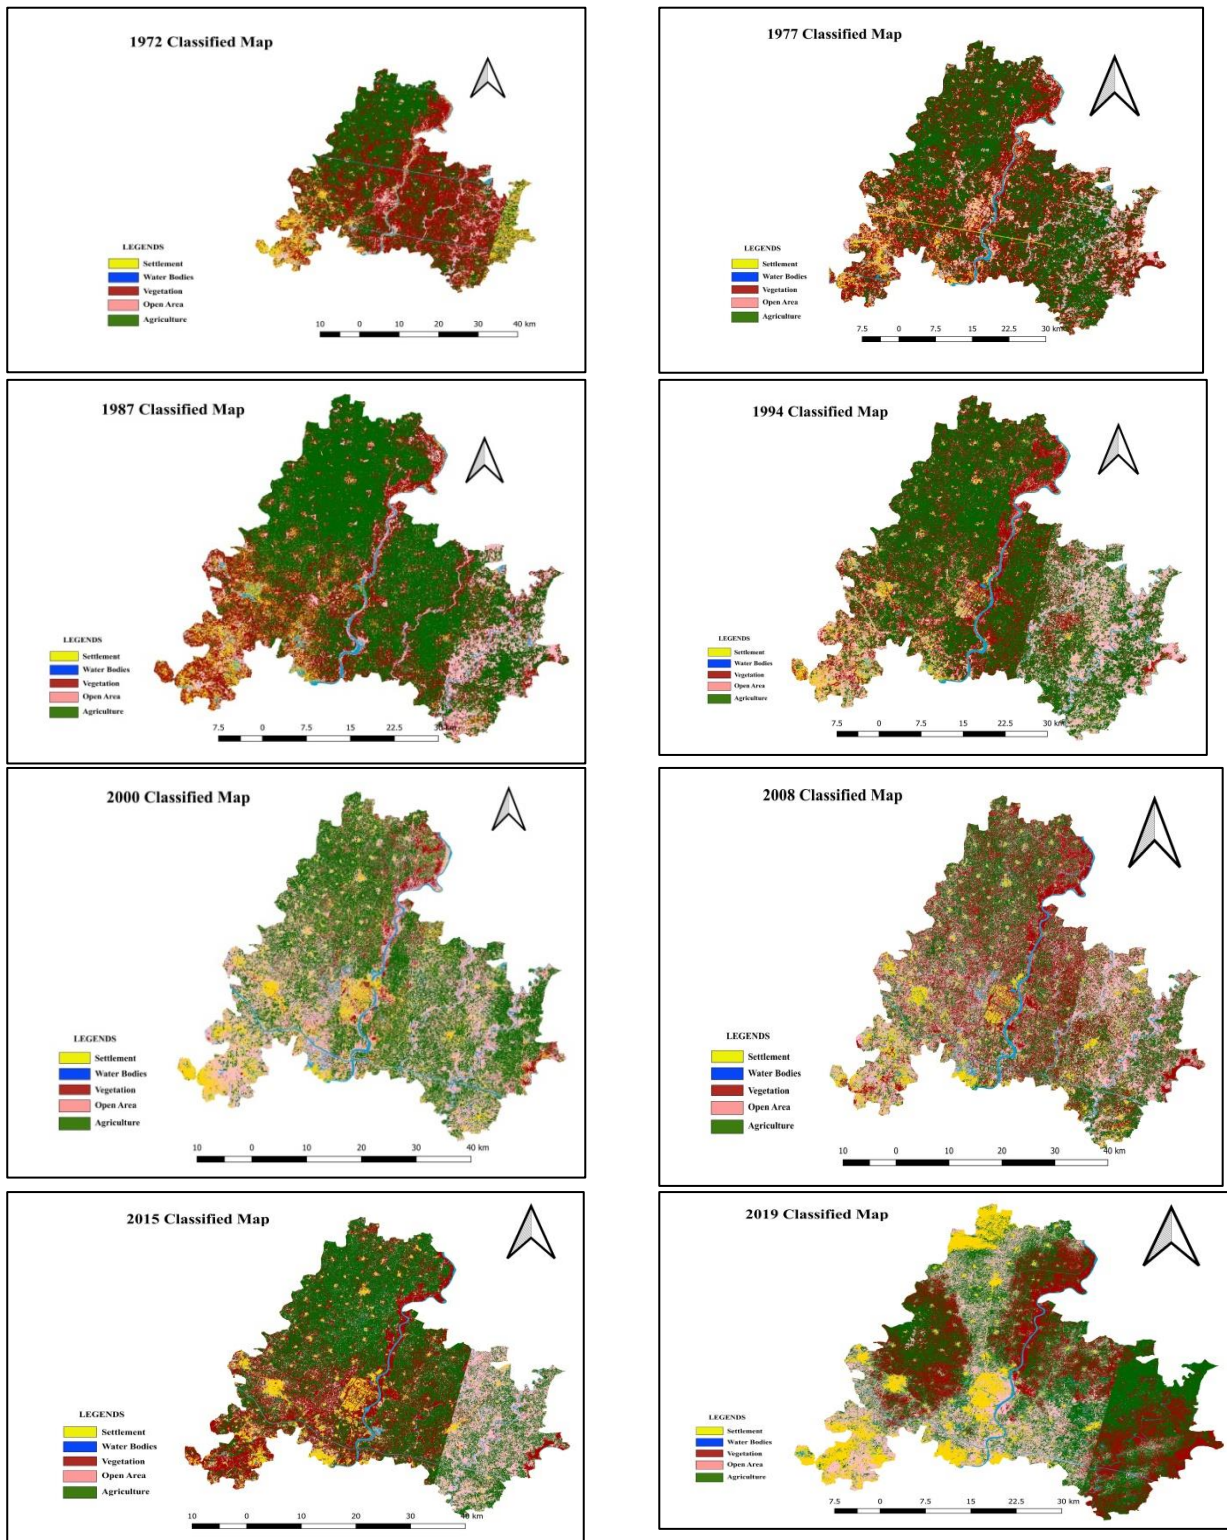 1972 Classified Map
LEGENDS
Settlement
Water Bodies
Vegetation
Open Area
Agriculture
10 0 10 20 30 40 km
1977 Classified Map
LEGENDS
Settlement
Water Bodies
Vegetation
Open Area
Agriculture
7.5 0 7.5 15 22.5 30 km
1987 Classified Map
LEGENDS
Settlement
Water Bodies
Vegetation
Open Area
Agriculture
7.5 0 7.5 15 22.5 30 km
1994 Classified Map
LEGENDS
Settlement
Water Bodies
Vegetation
Open Area
Agriculture
7.5 0 7.5 15 22.5 30 km
2000 Classified Map
LEGENDS
Settlement
Water Bodies
Vegetation
Open Area
Agriculture
10 0 10 20 30 40 km
2008 Classified Map
LEGENDS
Settlement
Water Bodies
Vegetation
Open Area
Agriculture
10 0 10 20 30 40 km
2015 Classified Map
LEGENDS
Settlement
Water Bodies
Vegetation
Open Area
Agriculture
10 0 10 20 30 40 km
2019 Classified Map
LEGENDS
Settlement
Water Bodies
Vegetation
Open Area
Agriculture
7.5 0 7.5 15 22.5 30 km